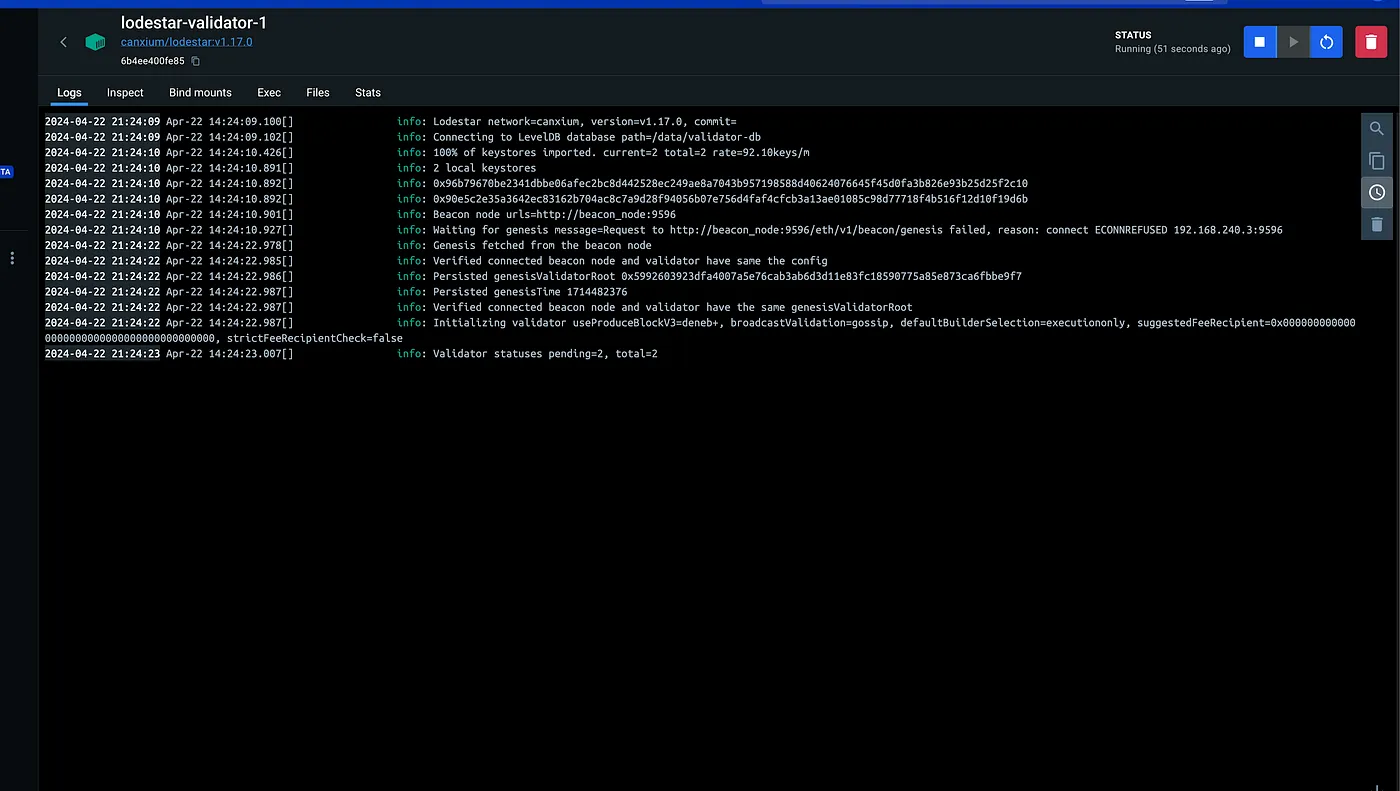 lodestar-validator-1
canxium/lodestar:v1.17.0
6b4ee400fe85
STATUS
Running (51 seconds ago)
Logs Inspect Bind mounts Exec Files Stats
TA
2024-04-22 21:24:09 Apr-22 14:24:09.100[] info: Lodestar network=canxium, version=v1.17.0, commit=
2024-04-22 21:24:09 Apr-22 14:24:09.102[] info: Connecting to LevelDB database path=/data/validator-db
2024-04-22 21:24:10 Apr-22 14:24:10.426[] info: 100% of keystores imported. current=2 total=2 rate=92.10keys/m
2024-04-22 21:24:10 Apr-22 14:24:10.891[] info: 2 local keystores
2024-04-22 21:24:10 Apr-22 14:24:10.892[] info: 0x96b79670be2341dbbe06afec2bc8d442528ec249ae8a7043b957198588d40624076645f45d0fa3b826e93b25d25f2c10
2024-04-22 21:24:10 Apr-22 14:24:10.892[] info: 0x90e5c2e35a3642ec83162b704ac8c7a9d28f94056b07e756d4faf4cfcb3a13ae01085c98d77718f4b516f12d10f19d6b
2024-04-22 21:24:10 Apr-22 14:24:10.901[] info: Beacon node urls=http://beacon_node:9596
2024-04-22 21:24:10 Apr-22 14:24:10.927[] info: Waiting for genesis message=Request to http://beacon_node:9596/eth/v1/beacon/genesis failed, reason: connect ECONNREFUSED 192.168.240.3:9596
2024-04-22 21:24:22 Apr-22 14:24:22.978[] info: Genesis fetched from the beacon node
2024-04-22 21:24:22 Apr-22 14:24:22.985[] info: Verified connected beacon node and validator have same the config
2024-04-22 21:24:22 Apr-22 14:24:22.986[] info: Persisted genesisValidatorRoot 0x5992603923dfa4007a5e76cab3ab6d3d11e83fc18590775a85e873ca6fbbe9f7
2024-04-22 21:24:22 Apr-22 14:24:22.987[] info: Persisted genesisTime 1714482376
2024-04-22 21:24:22 Apr-22 14:24:22.987[] info: Verified connected beacon node and validator have the same genesisValidatorRoot
2024-04-22 21:24:22 Apr-22 14:24:22.987[] info: Initializing validator useProduceBlockV3=deneb+, broadcastValidation=gossip, defaultBuilderSelection=executiononly, suggestedFeeRecipient=0x000000000000
0000000000000000000000000000, strictFeeRecipientCheck=false
2024-04-22 21:24:23 Apr-22 14:24:23.007[] info: Validator statuses pending=2, total=2